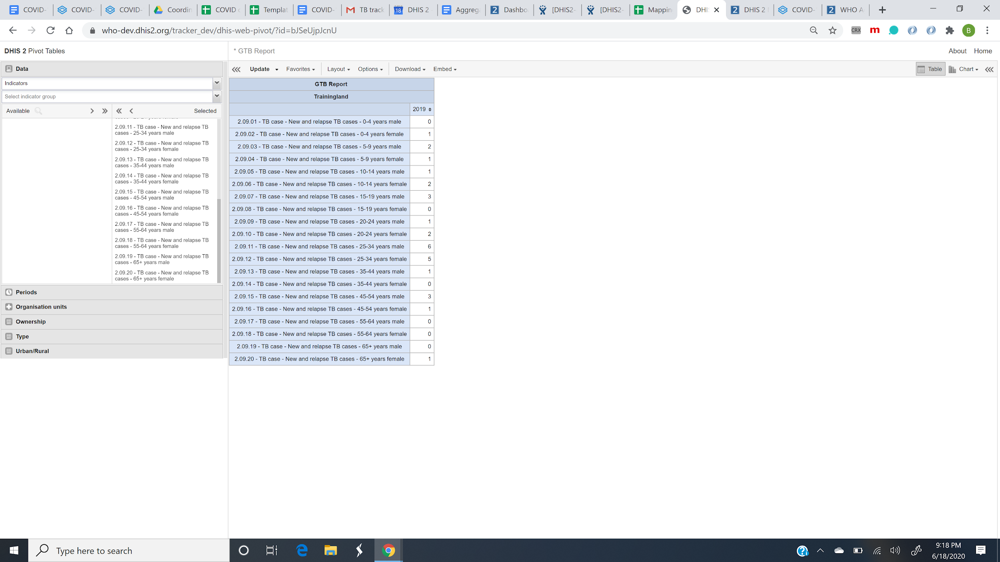 COVID-
COVID-
COVID-
Coordin
COVID
Templat
COVID-
TB track
18
DHIS 2
Aggreg
2 Dashbo
[DHIS2-
[DHIS2-
Mappin
DHI
2 DHIS 2
COVID-
2 WHO A
who-dev.dhis2.org/tracker_dev/dhis-web-pivot/?id=bJSeUjpJcnU
CRX
m
B
DHIS 2 Pivot Tables
* GTB Report
About Home
Data
Indicators
Select indicator group
Available
Selected
2.09.11 - TB case - New and relapse TB
cases - 25-34 years male
2.09.12 - TB case - New and relapse TB
cases - 25-34 years female
2.09.13 - TB case - New and relapse TB
cases - 35-44 years male
2.09.14 - TB case - New and relapse TB
cases - 35-44 years female
2.09.15 - TB case - New and relapse TB
cases - 45-54 years male
2.09.16 - TB case - New and relapse TB
cases - 45-54 years female
2.09.17 - TB case - New and relapse TB
cases - 55-64 years male
2.09.18 - TB case - New and relapse TB
cases - 55-64 years female
2.09.19 - TB case - New and relapse TB
cases - 65+ years male
2.09.20 - TB case - New and relapse TB
cases - 65+ years female
Periods
Organisation units
Ownership
Type
Urban/Rural
Update Favorites Layout Options Download Embed
Table Chart
GTB Report
Trainingland
2019
2.09.01 - TB case - New and relapse TB cases - 0-4 years male 0
2.09.02 - TB case - New and relapse TB cases - 0-4 years female 1
2.09.03 - TB case - New and relapse TB cases - 5-9 years male 2
2.09.04 - TB case - New and relapse TB cases - 5-9 years female 1
2.09.05 - TB case - New and relapse TB cases - 10-14 years male 1
2.09.06 - TB case - New and relapse TB cases - 10-14 years female 2
2.09.07 - TB case - New and relapse TB cases - 15-19 years male 3
2.09.08 - TB case - New and relapse TB cases - 15-19 years female 0
2.09.09 - TB case - New and relapse TB cases - 20-24 years male 1
2.09.10 - TB case - New and relapse TB cases - 20-24 years female 2
2.09.11 - TB case - New and relapse TB cases - 25-34 years male 6
2.09.12 - TB case - New and relapse TB cases - 25-34 years female 5
2.09.13 - TB case - New and relapse TB cases - 35-44 years male 1
2.09.14 - TB case - New and relapse TB cases - 35-44 years female 0
2.09.15 - TB case - New and relapse TB cases - 45-54 years male 3
2.09.16 - TB case - New and relapse TB cases - 45-54 years female 1
2.09.17 - TB case - New and relapse TB cases - 55-64 years male 0
2.09.18 - TB case - New and relapse TB cases - 55-64 years female 0
2.09.19 - TB case - New and relapse TB cases - 65+ years male 0
2.09.20 - TB case - New and relapse TB cases - 65+ years female 1
Type here to search
9:18 PM
6/18/2020